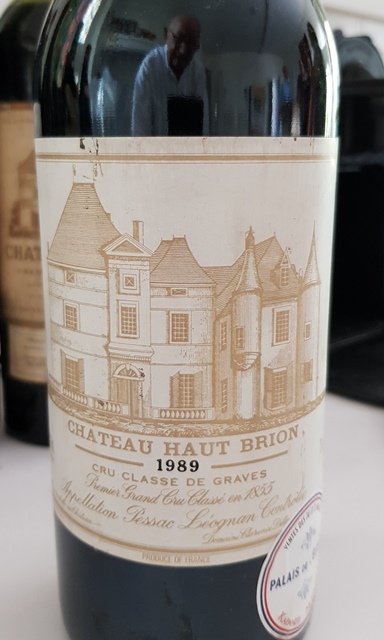 CHATEAU HAUT BRION
1989
CRU CLASSE DE GRAVES
Premier Grand Cru Classé en 1855
Appellation Pessac Léognan Controlée
PRODUCE OF FRANCE
PALAIS DE
CHAT